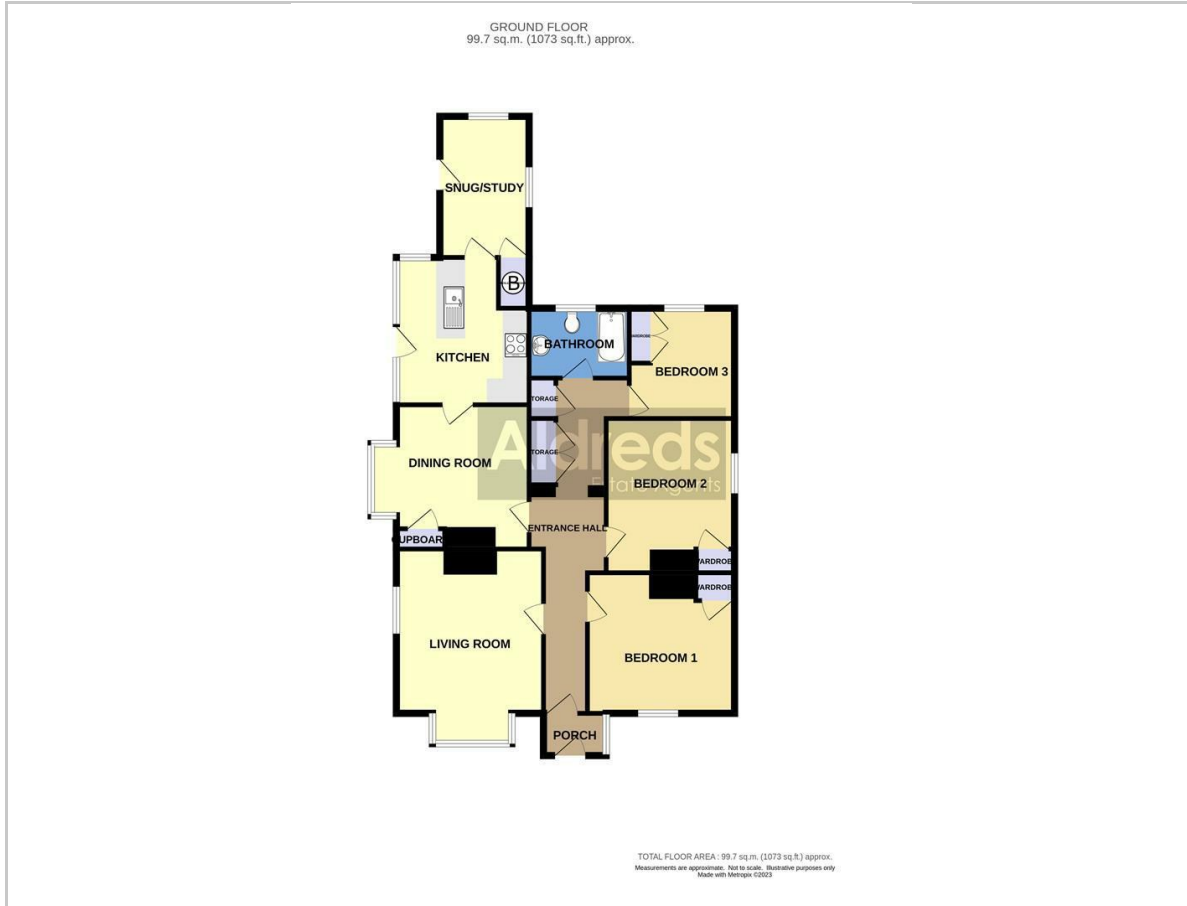 GROUND FLOOR
99.7 sq.m. (1073 sq.ft.) approx.
SNUG/STUDY
B
BATHROOM
KITCHEN
BEDROOM 3
TORAGE
Aldreds
Estate Agents
TORAGE
DINING ROOM
BEDROOM 2
ENTRANCE HALL
UPBOAR
VARDROB
VARDROB
LIVING ROOM
BEDROOM 1
PORCH
TOTAL FLOOR AREA : 99.7 sq.m. (1073 sq.ft.) approx.
Measurements are approximate. Not to scale. Illustrative purposes only
Made with Metropix ©2023